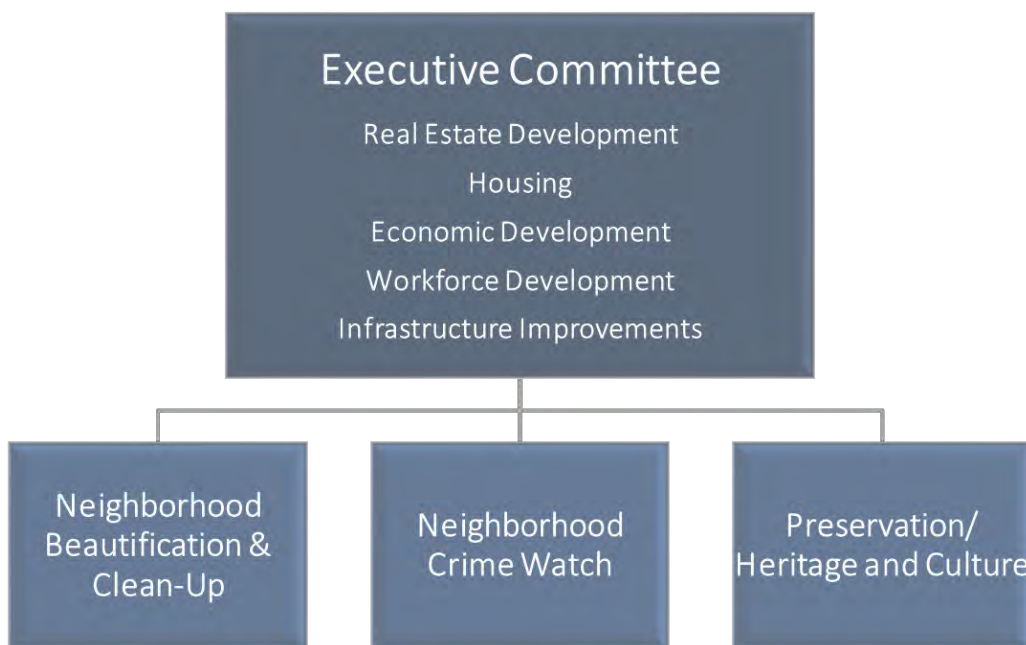 Executive Committee
Real Estate Development
Housing
Economic Development
Workforce Development
Infrastructure Improvements
Neighborhood
Beautification &
Clean-Up
Neighborhood
Crime Watch
Preservation/
Heritage and Culture